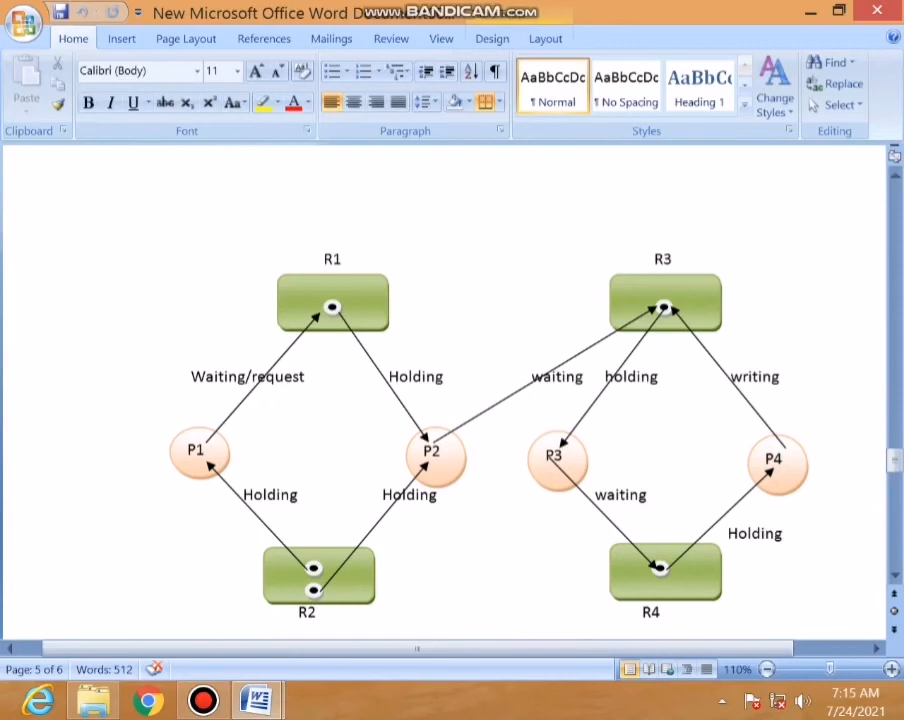 New Microsoft Office Word Do
www.BANDICAM.com
Home Insert Page Layout References Mailings Review View Design Layout
Paste
Calibri (Body) 11
AaBbCcDc AaBbCcDc AaBbCc
¶ Normal ¶ No Spacing Heading 1
Change
Styles
Find
Replace
Select
Clipboard Font Paragraph Styles Editing
R1 R3
Waiting/request Holding waiting holding writing
P1 P2 P3 P4
Holding Holding waiting
Holding
R2 R4
Page: 5 of 6 Words: 512 110%
7:15 AM
7/24/2021